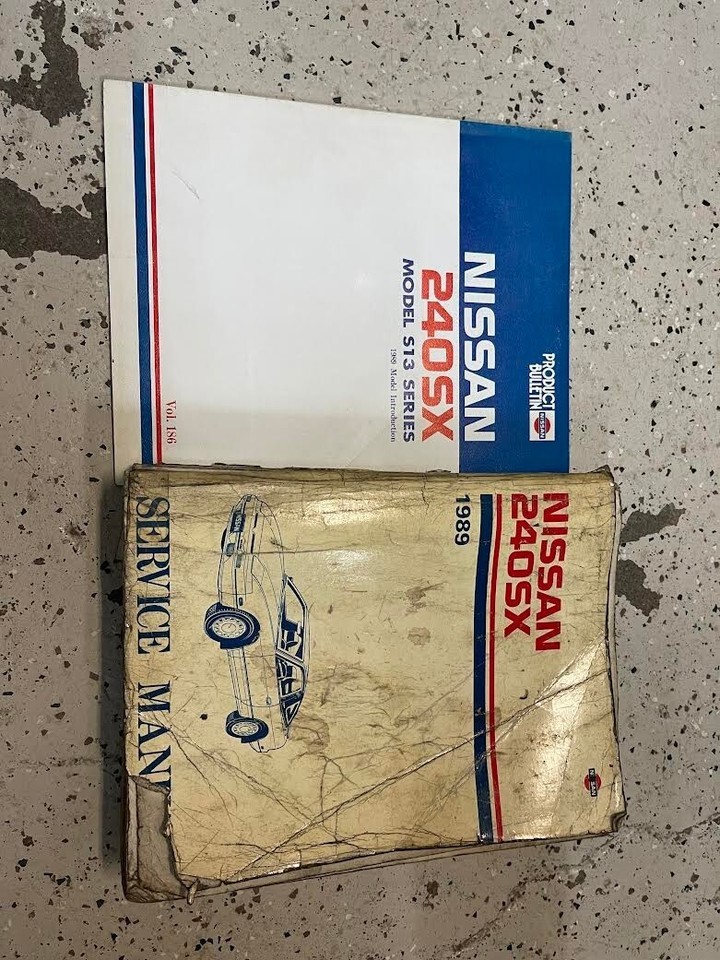 PRODUCT
BULLETIN
NISSAN
NISSAN
240SX
MODEL S13 SERIES
1989 Model Introduction
Vol. 186
NISSAN
240SX
1989
NISSAN
NISSAN
SERVICE MAN